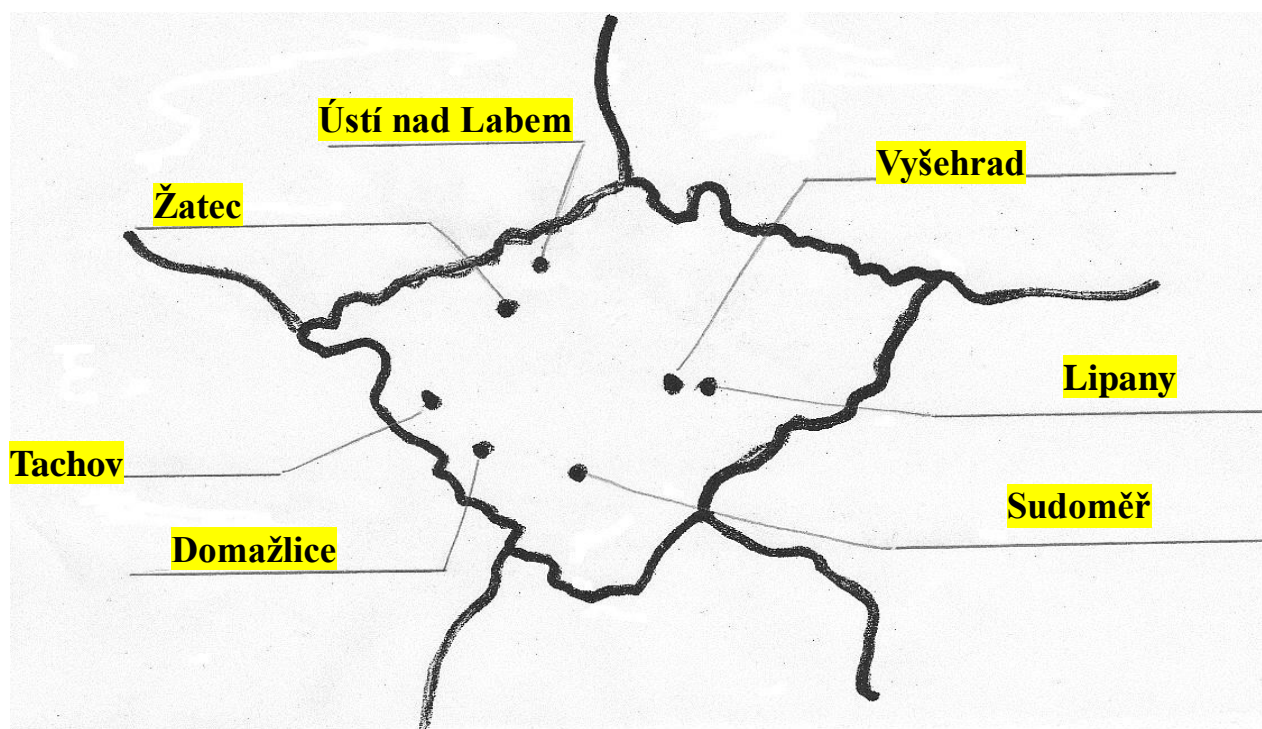 Ústí nad Labem
Vyšehrad
Žatec
Lipany
Tachov
Sudoměř
Domažlice